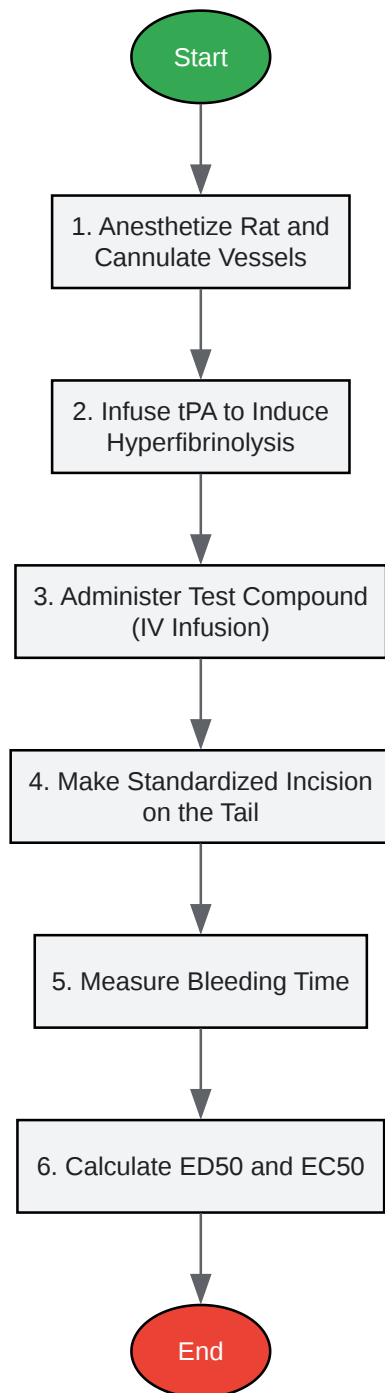 Start
1. Anesthetize Rat and
Cannulate Vessels
2. Infuse tPA to Induce
Hyperfibrinolysis
3. Administer Test Compound
(IV Infusion)
4. Make Standardized Incision
on the Tail
5. Measure Bleeding Time
6. Calculate ED50 and EC50
End